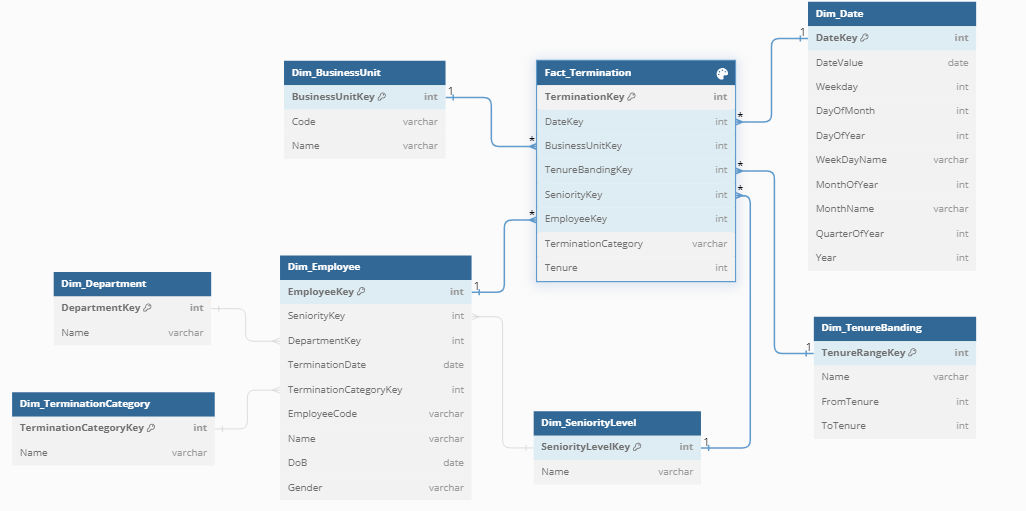 Dim_Date
DateKey int
DateValue date
Weekday int
DayOfMonth int
DayOfYear int
WeekDayName varchar
MonthOfYear int
MonthName varchar
QuarterOfYear int
Year int
Dim_BusinessUnit
BusinessUnitKey int
Code varchar
Name varchar
Fact_Termination
TerminationKey int
DateKey int
BusinessUnitKey int
TenureBandingKey int
SeniorityKey int
EmployeeKey int
TerminationCategory varchar
Tenure int
1
1
*
*
*
*
*
1
1
1
Dim_Employee
EmployeeKey int
SeniorityKey int
DepartmentKey int
TerminationDate date
TerminationCategoryKey int
EmployeeCode varchar
Name varchar
DoB date
Gender varchar
Dim_Department
DepartmentKey int
Name varchar
Dim_TerminationCategory
TerminationCategoryKey int
Name varchar
Dim_TenureBanding
TenureRangeKey int
Name varchar
FromTenure int
ToTenure int
Dim_SeniorityLevel
SeniorityLevelKey int
Name varchar